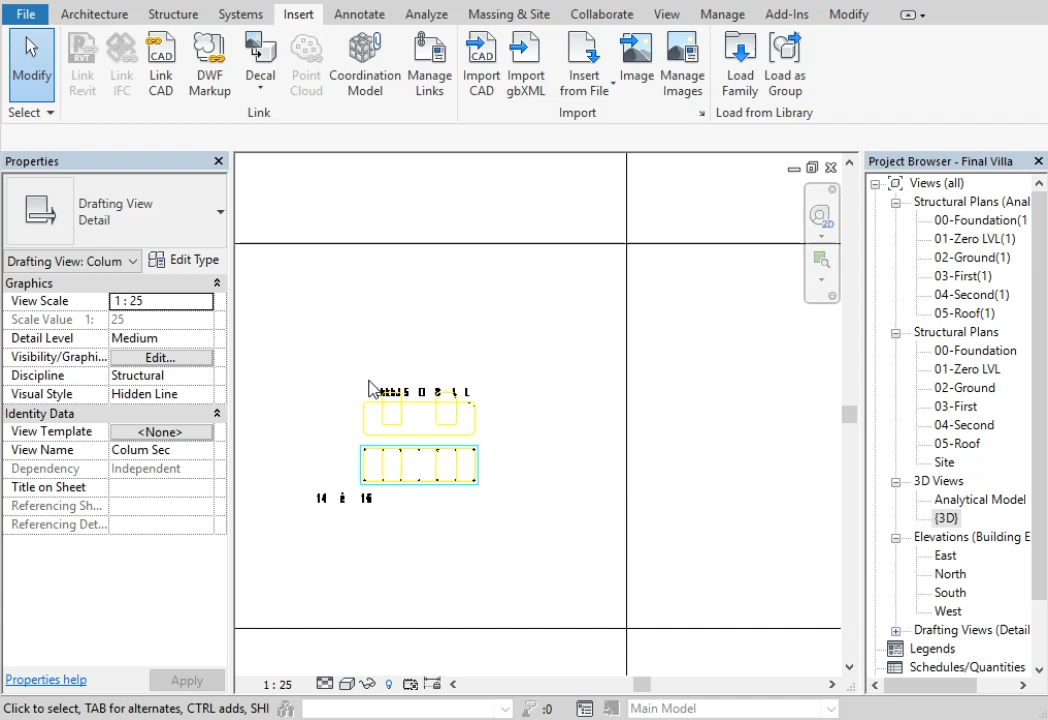 File Architecture Structure Systems Insert Annotate Analyze Massing & Site Collaborate View Manage Add-Ins Modify
Modify
Link Revit
Link IFC
Link CAD
DWF Markup
Decal
Point Cloud
Coordination Model
Manage Links
Import CAD
Import gbXML
Insert from File
Image
Manage Images
Load Family
Load as Group
Select
Link
Import
Load from Library
Properties
Drafting View
Detail
Drafting View: Colum
Edit Type
Graphics
View Scale 1 : 25
Scale Value 1: 25
Detail Level Medium
Visibility/Graphi... Edit...
Discipline Structural
Visual Style Hidden Line
Identity Data
View Template <None>
View Name Colum Sec
Dependency Independent
Title on Sheet
Referencing Sh...
Referencing Det...
Properties help
Apply
2D
1 : 25
Project Browser - Final Villa
Views (all)
Structural Plans (Anal
00-Foundation(1
01-Zero LVL(1)
02-Ground(1)
03-First(1)
04-Second(1)
05-Roof(1)
Structural Plans
00-Foundation
01-Zero LVL
02-Ground
03-First
04-Second
05-Roof
Site
3D Views
Analytical Model
{3D}
Elevations (Building E
East
North
South
West
Drafting Views (Detail
Legends
Schedules/Quantities
Click to select, TAB for alternates, CTRL adds, SHI
:0
Main Model